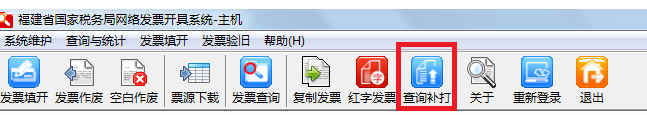 福建省国家税务局网络发票开具系统-主机
系统维护 查询与统计 发票填开 发票验旧 帮助(H)
字
发票填开 发票作废 空白作废 票源下载 发票查询 复制发票 红字发票 查询补打 关于 重新登录 退出